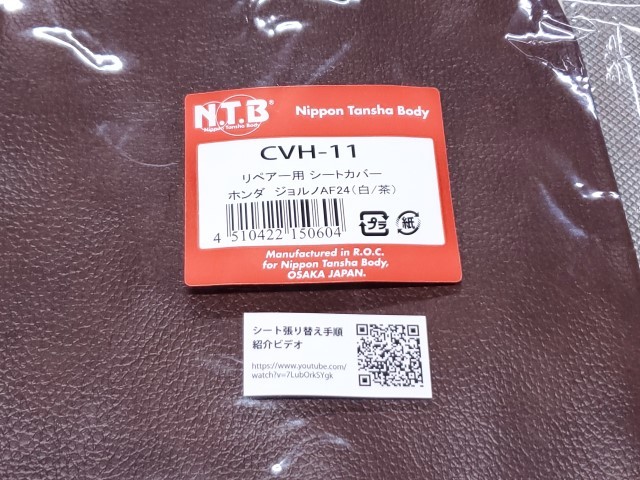 N.T.B®
Nippon Tansha Body
Nippon Tansha Body
CVH-11
リペアー用 シートカバー
ホンダ ジョルノAF24(白/茶)
4 510422 150604
プラ
紙
Manufactured in R.O.C.
for Nippon Tansha Body,
OSAKA JAPAN.
シート張り替え手順
紹介ビデオ
https://www.youtube.com/
watch?v=7LubOrk5Ygk